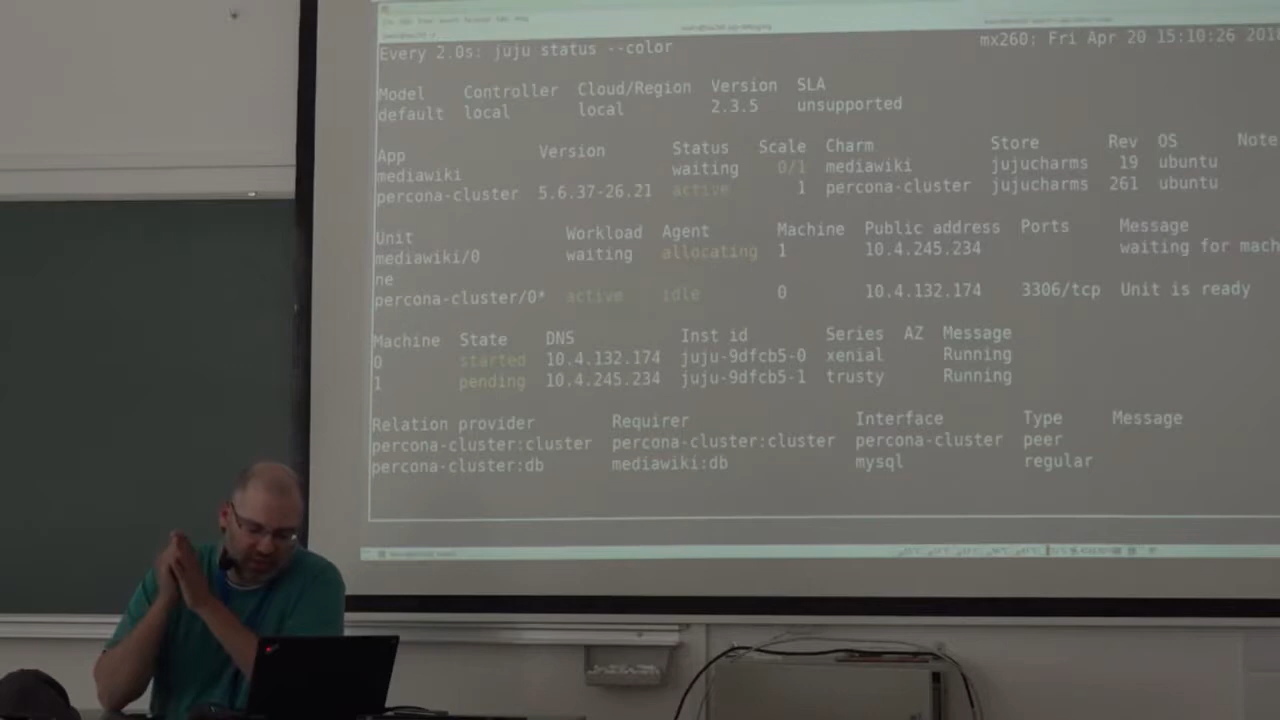 Every 2.0s: juju status --color mx260: Fri Apr 20 15:10:26 2018
Model Controller Cloud/Region Version SLA
default local local 2.3.5 unsupported
App Version Status Scale Charm Store Rev OS Note
mediawiki waiting 0/1 mediawiki jujucharms 19 ubuntu
percona-cluster 5.6.37-26.21 active 1 percona-cluster jujucharms 261 ubuntu
Unit Workload Agent Machine Public address Ports Message
mediawiki/0 waiting allocating 1 10.4.245.234 waiting for mach
ne
percona-cluster/0* active idle 0 10.4.132.174 3306/tcp Unit is ready
Machine State DNS Inst id Series AZ Message
0 started 10.4.132.174 juju-9dfcb5-0 xenial Running
1 pending 10.4.245.234 juju-9dfcb5-1 trusty Running
Relation provider Requirer Interface Type Message
percona-cluster:cluster percona-cluster:cluster percona-cluster peer
percona-cluster:db mediawiki:db mysql regular